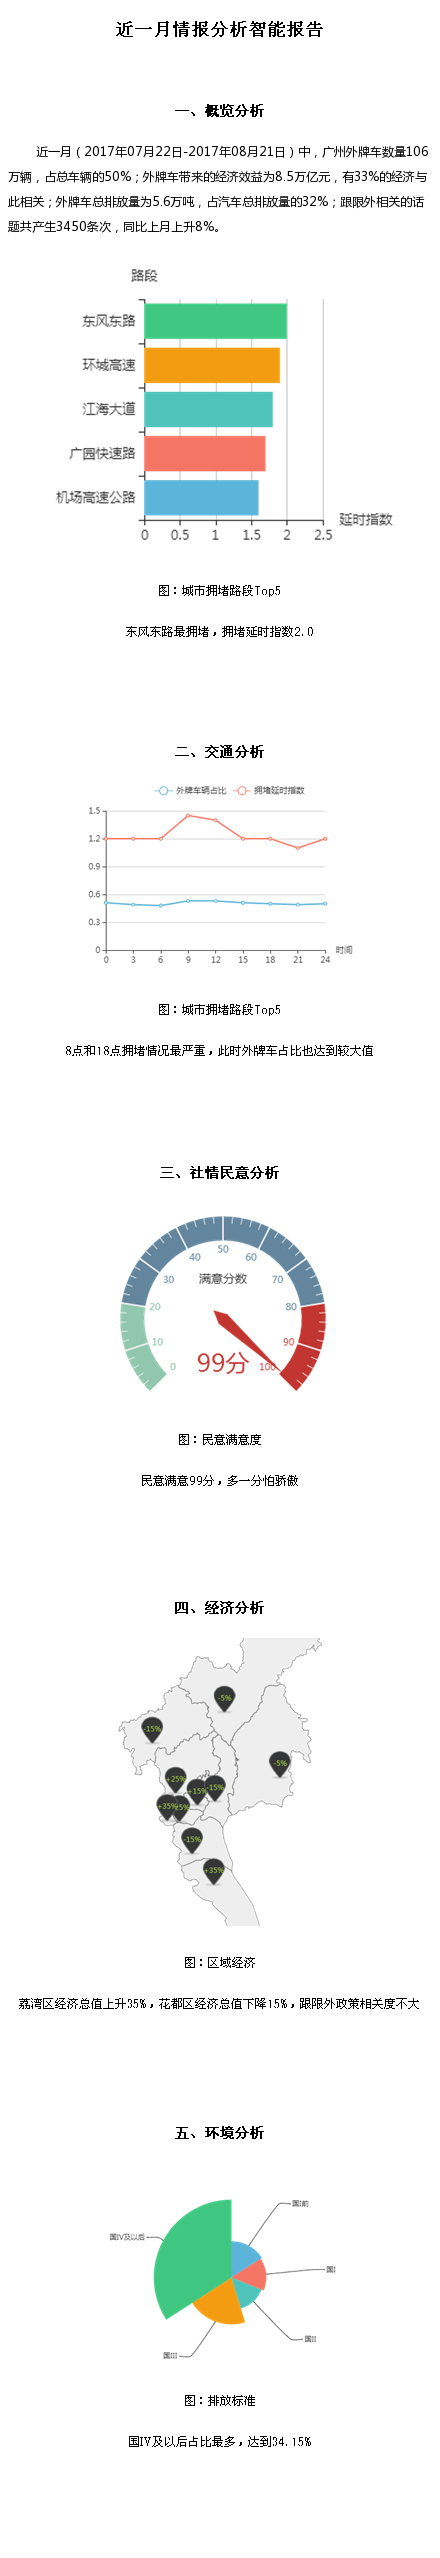 近一月情报分析智能报告
一、概览分析
近一月（2017年07月22日-2017年08月21日）中，广州外牌车数量106
万辆，占总车辆的50%；外牌车带来的经济效益为8.5万亿元，有33%的经济与
此相关；外牌车总排放量为5.6万吨，占汽车总排放量的32%；跟限外相关的话
题共产生3450条次，同比上月上升8%。
路段
东风东路
环城高速
江海大道
广园快速路
机场高速公路
延时指数
0 0.5 1 1.5 2 2.5
图：城市拥堵路段Top5
东风东路最拥堵，拥堵延时指数2.0
二、交通分析
外牌车辆占比 拥堵延时指数
1.5
1.2
0.9
0.6
0.3
0
时间
0 3 6 9 12 15 18 21 24
图：城市拥堵路段Top5
8点和18点拥堵情况最严重，此时外牌车占比也达到较大值
三、社情民意分析
50
40 60
30 70
满意分数
20 80
10 90
0 100
99分
图：民意满意度
民意满意99分，多一分怕骄傲
四、经济分析
-5%
-15%
-5%
+25%
+15%
-15%
+35%
-15%
+35%
图：区域经济
荔湾区经济总值上升35%，花都区经济总值下降15%，跟限外政策相关度不大
五、环境分析
国I前
国IV及以后
国I
国II
国III
图：排放标准
国IV及以后占比最多，达到34.15%